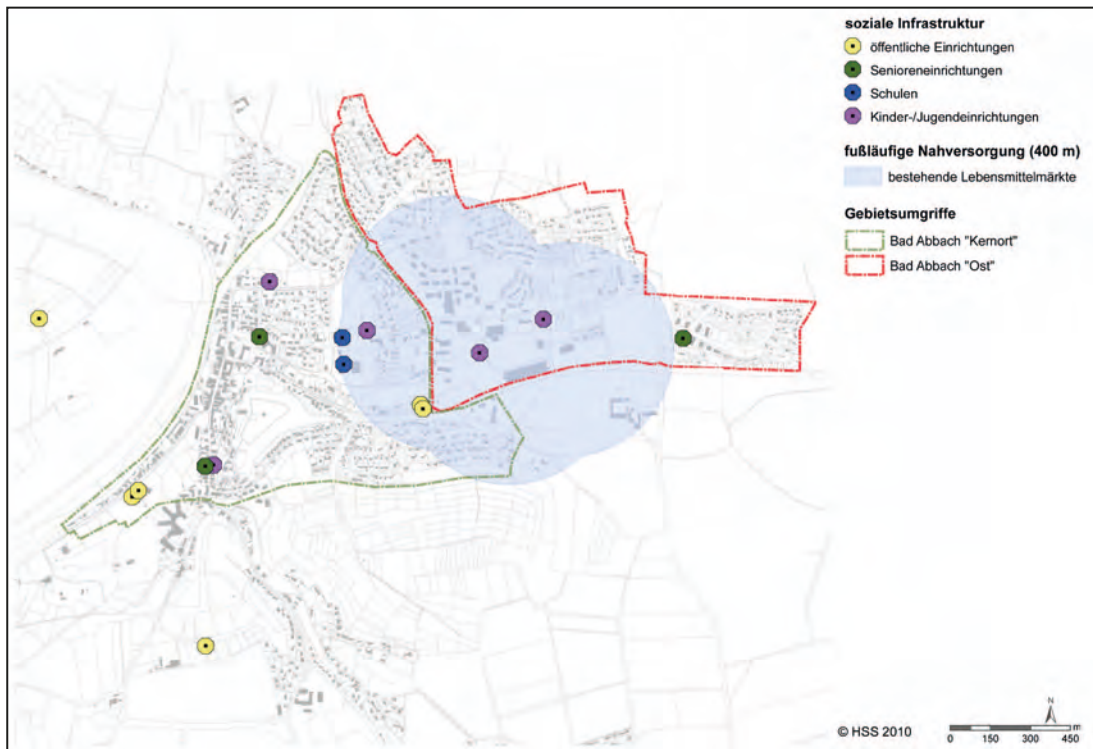 soziale Infrastruktur
öffentliche Einrichtungen
Senioreneinrichtungen
Schulen
Kinder-/Jugendeinrichtungen
fußläufige Nahversorgung (400 m)
bestehende Lebensmittelmärkte
Gebietsumgriffe
Bad Abbach "Kernort"
Bad Abbach "Ost"
© HSS 2010
N
m
0 150 300 450